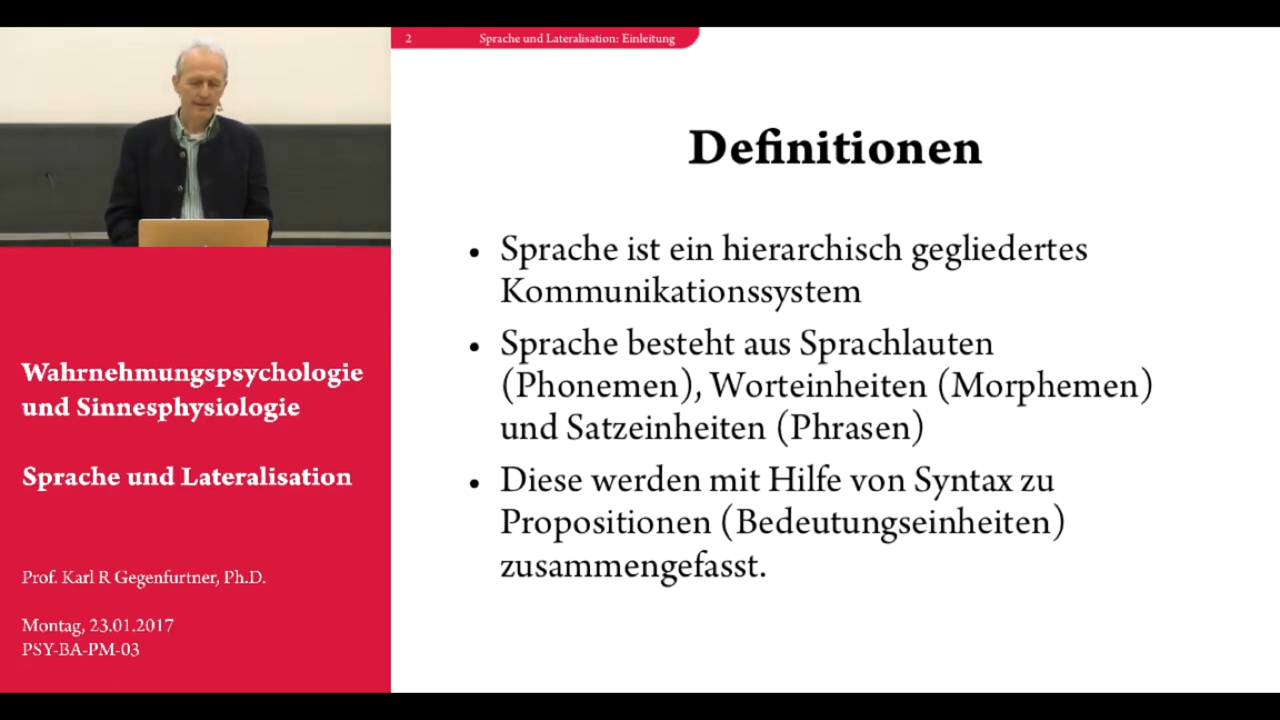 2 Sprache und Lateralisation: Einleitung
Definitionen
• Sprache ist ein hierarchisch gegliedertes
Kommunikationssystem
• Sprache besteht aus Sprachlauten
(Phonemen), Worteinheiten (Morphemen)
und Satzeinheiten (Phrasen)
• Diese werden mit Hilfe von Syntax zu
Propositionen (Bedeutungseinheiten)
zusammengefasst.
Wahrnehmungspsychologie
und Sinnesphysiologie
Sprache und Lateralisation
Prof. Karl R Gegenfurtner, Ph.D.
Montag, 23.01.2017
PSY-BA-PM-03